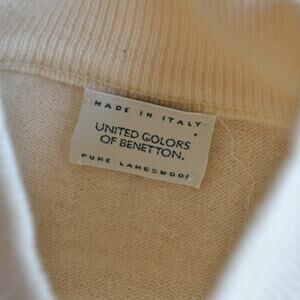 MADE IN ITALY
UNITED COLORS
OF BENETTON.
PURE LAMBSWOOL